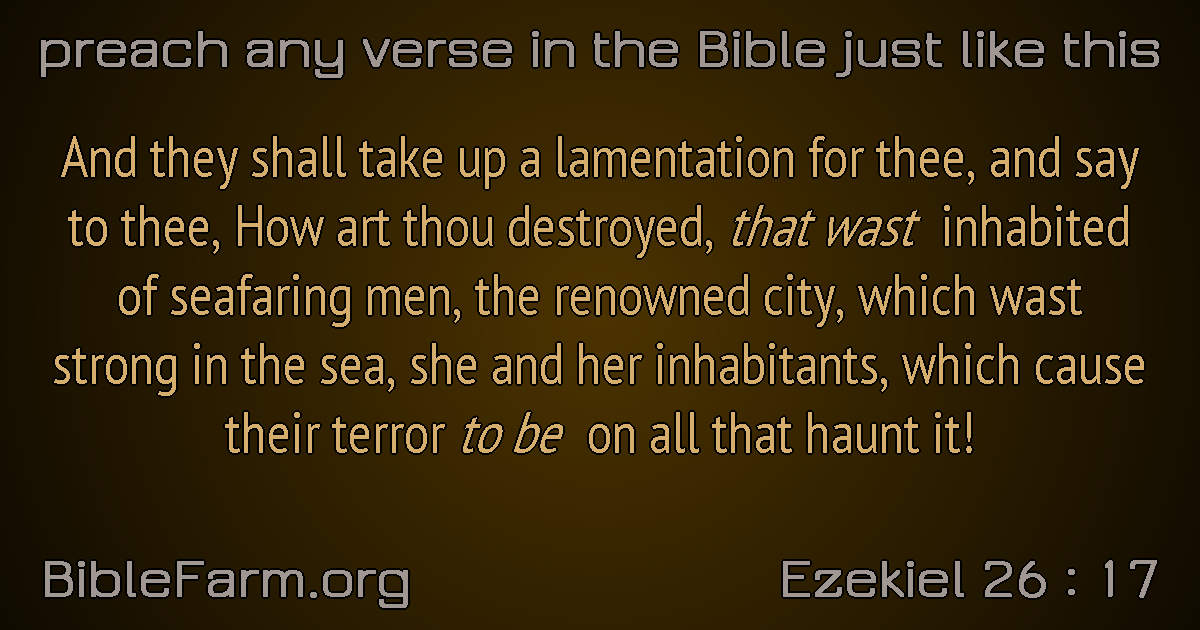 preach any verse in the Bible just like this
And they shall take up a lamentation for thee, and say
to thee, How art thou destroyed, that wast inhabited
of seafaring men, the renowned city, which wast
strong in the sea, she and her inhabitants, which cause
their terror to be on all that haunt it!
BibleFarm.org
Ezekiel 26 : 17